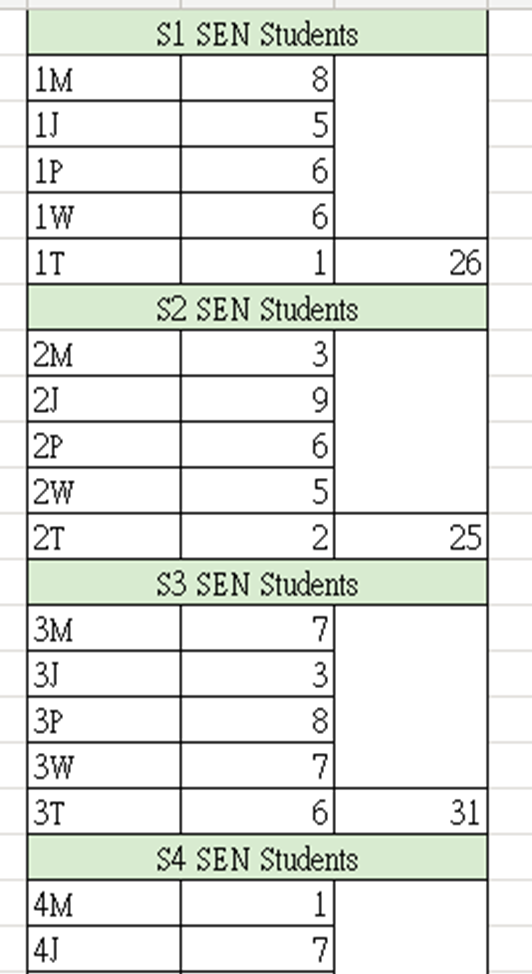 S1 SEN Students
1M 8
1J 5
1P 6
1W 6
1T 1 26
S2 SEN Students
2M 3
2J 9
2P 6
2W 5
2T 2 25
S3 SEN Students
3M 7
3J 3
3P 8
3W 7
3T 6 31
S4 SEN Students
4M 1
4J 7